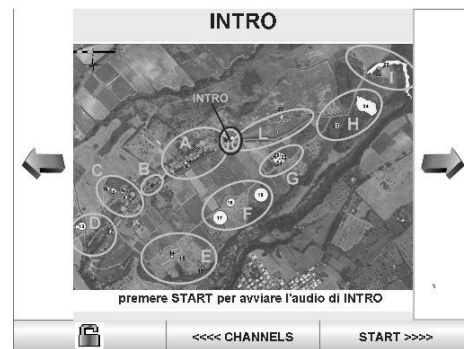 INTRO
INTRO
I
H
L
A
G
B
C
F
D
E
premere START per avviare l'audio di INTRO
<<<< CHANNELS
START >>>>